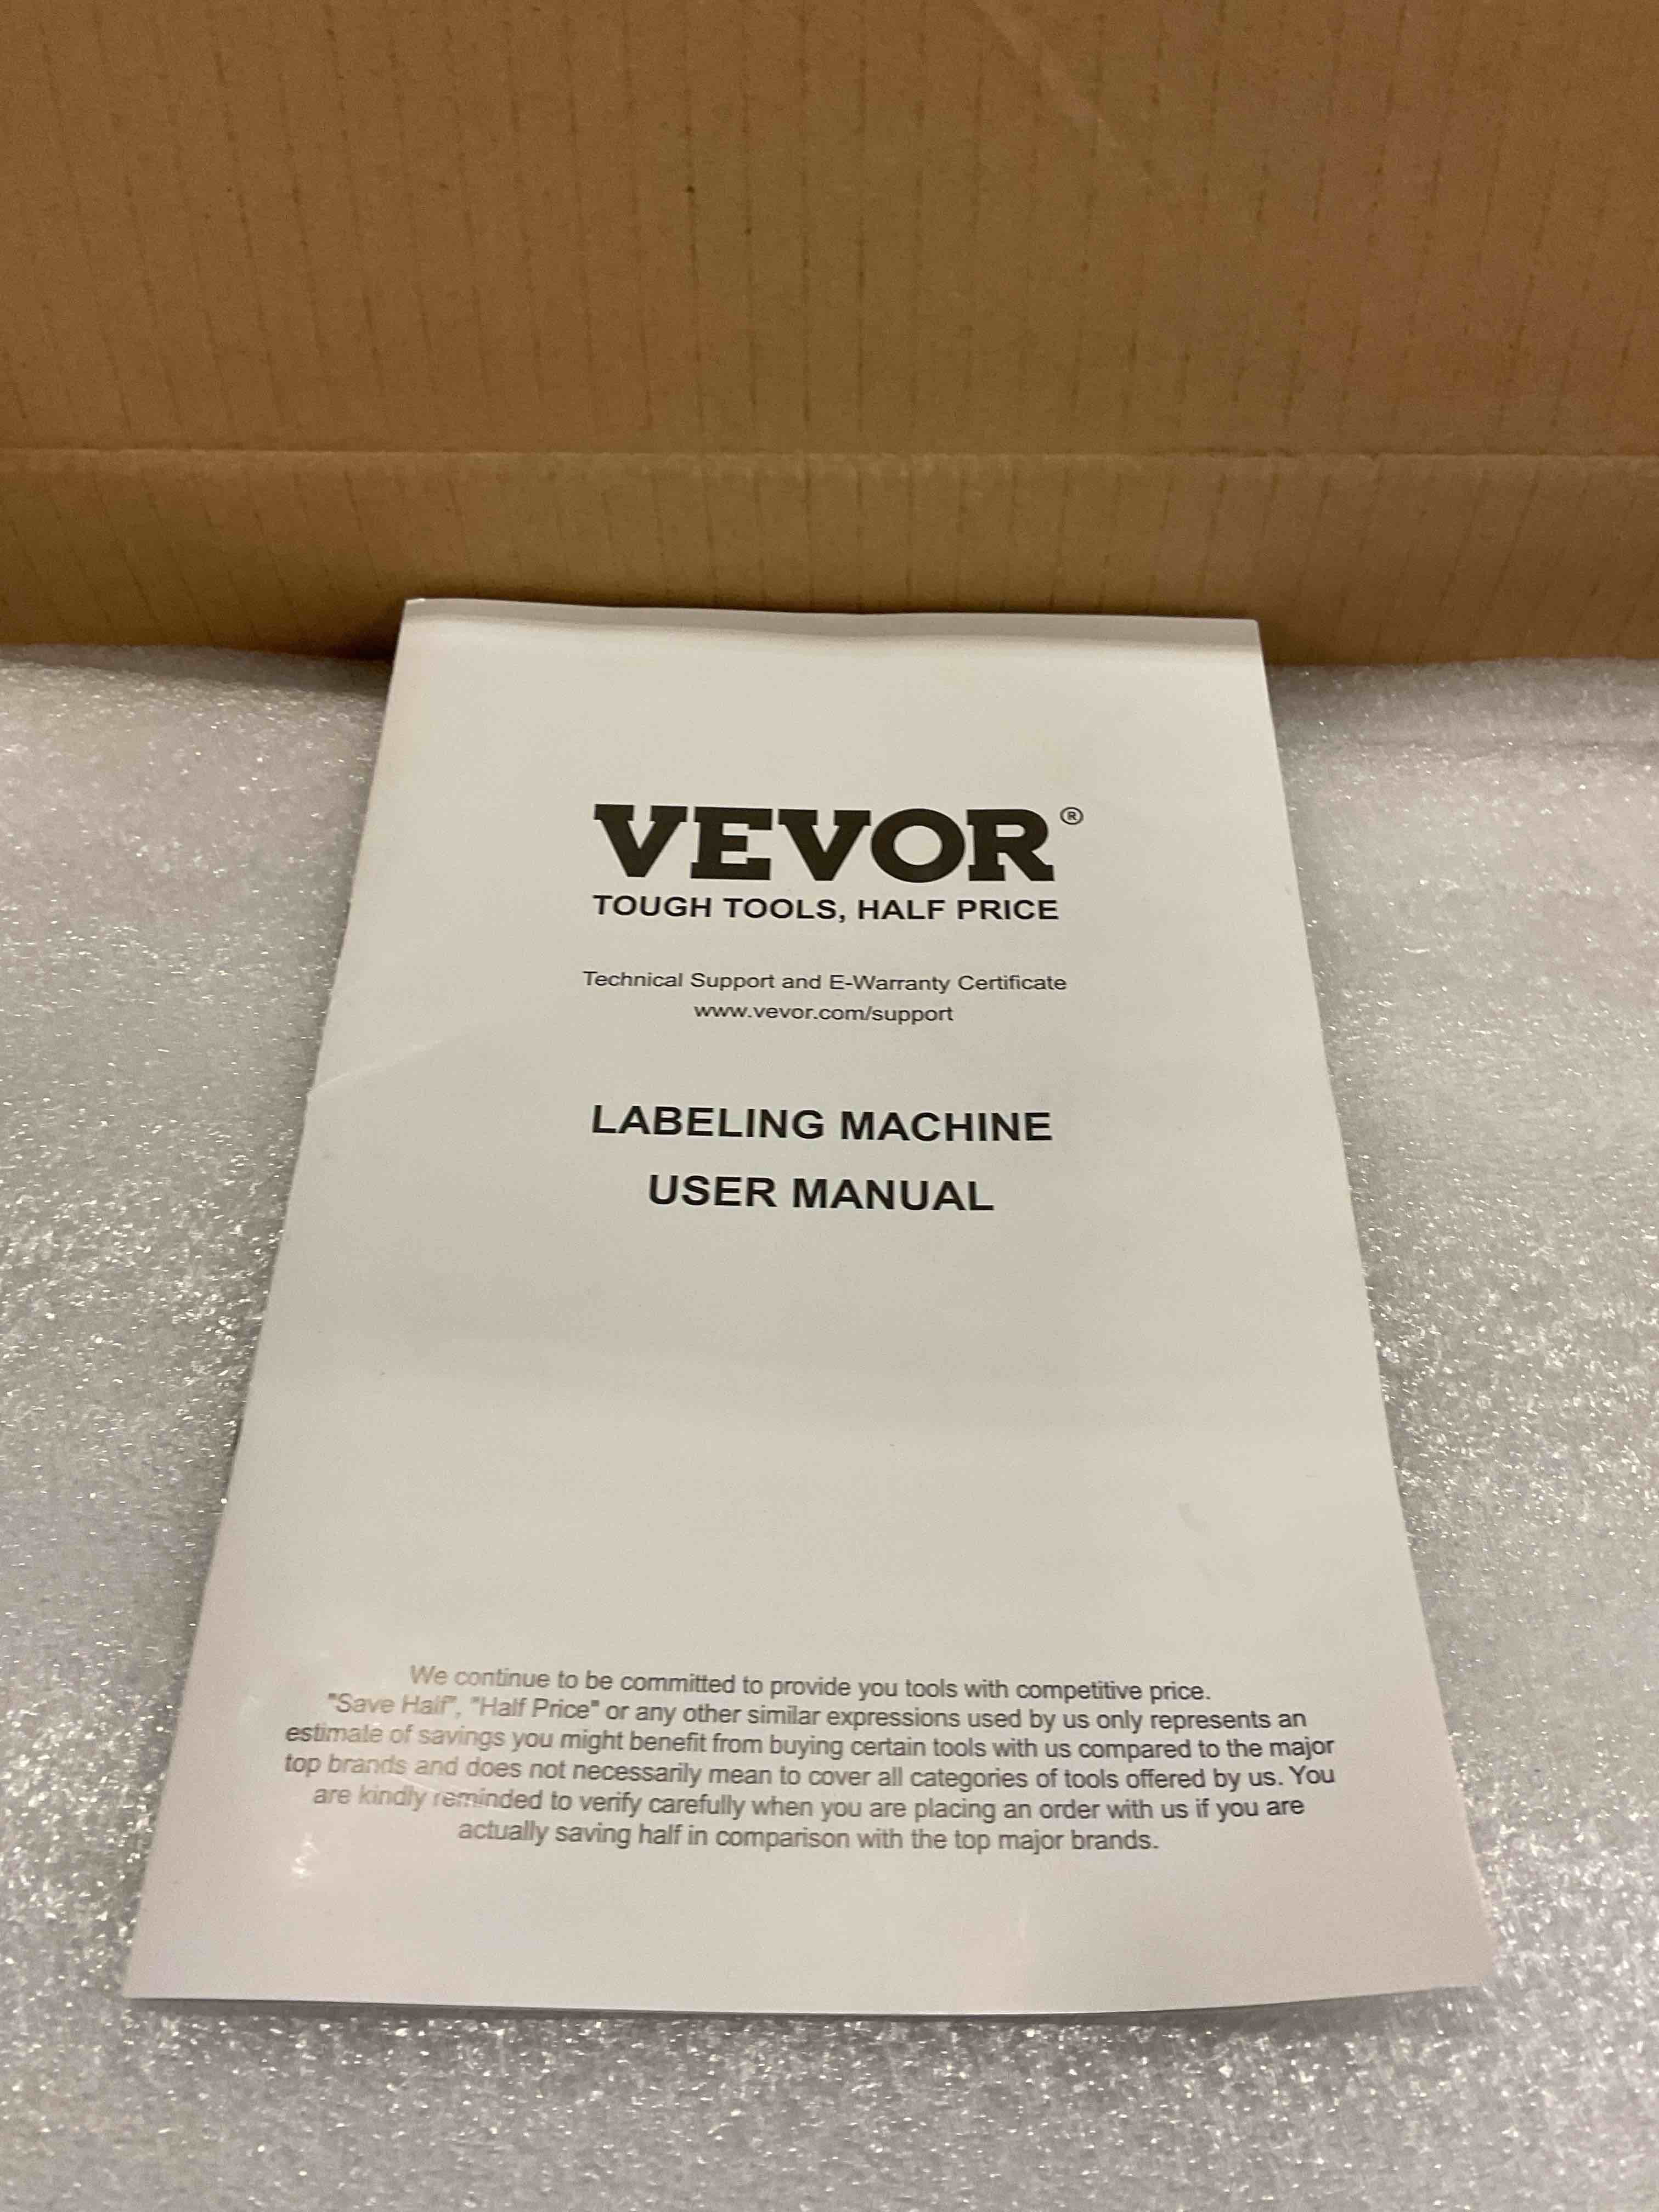 VEVOR®
TOUGH TOOLS, HALF PRICE
Technical Support and E-Warranty Certificate
www.vevor.com/support
LABELING MACHINE
USER MANUAL
We continue to be committed to provide you tools with competitive price.
"Save Half", "Half Price" or any other similar expressions used by us only represents an
estimate of savings you might benefit from buying certain tools with us compared to the major
top brands and does not necessarily mean to cover all categories of tools offered by us. You
are kindly reminded to verify carefully when you are placing an order with us if you are
actually saving half in comparison with the top major brands.